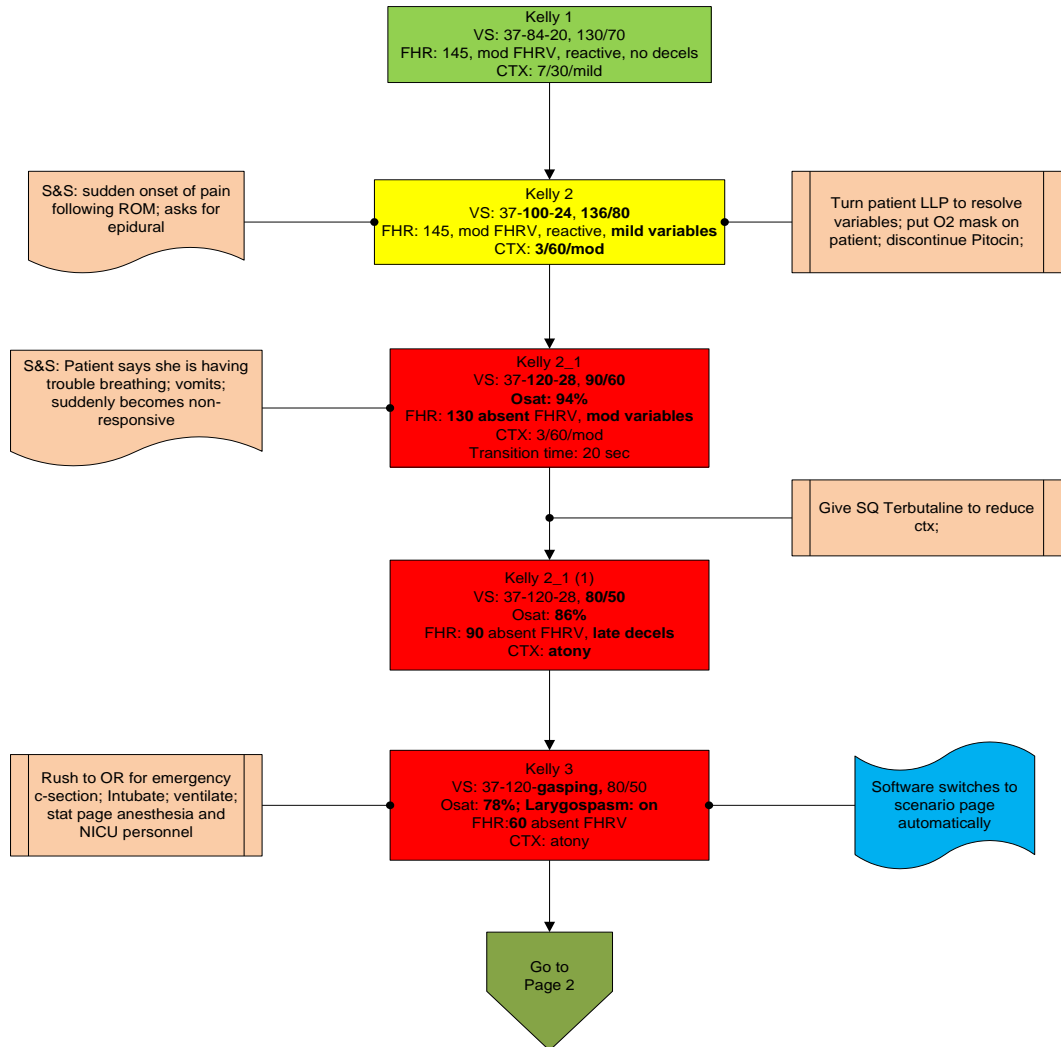 Kelly 1
VS: 37-84-20, 130/70
FHR: 145, mod FHRV, reactive, no decels
CTX: 7/30/mild
S&S: sudden onset of pain
following ROM; asks for
epidural
Kelly 2
VS: 37-100-24, 136/80
FHR: 145, mod FHRV, reactive, mild variables
CTX: 3/60/mod
Turn patient LLP to resolve
variables; put O2 mask on
patient; discontinue Pitocin;
S&S: Patient says she is having
trouble breathing; vomits;
suddenly becomes non-
responsive
Kelly 2_1
VS: 37-120-28, 90/60
Osat: 94%
FHR: 130 absent FHRV, mod variables
CTX: 3/60/mod
Transition time: 20 sec
Give SQ Terbutaline to reduce
ctx;
Kelly 2_1 (1)
VS: 37-120-28, 80/50
Osat: 86%
FHR: 90 absent FHRV, late decels
CTX: atony
Rush to OR for emergency
c-section; Intubate; ventilate;
stat page anesthesia and
NICU personnel
Kelly 3
VS: 37-120-gasping, 80/50
Osat: 78%; Larygospasm: on
FHR:60 absent FHRV
CTX: atony
Software switches to
scenario page
automatically
Go to
Page 2